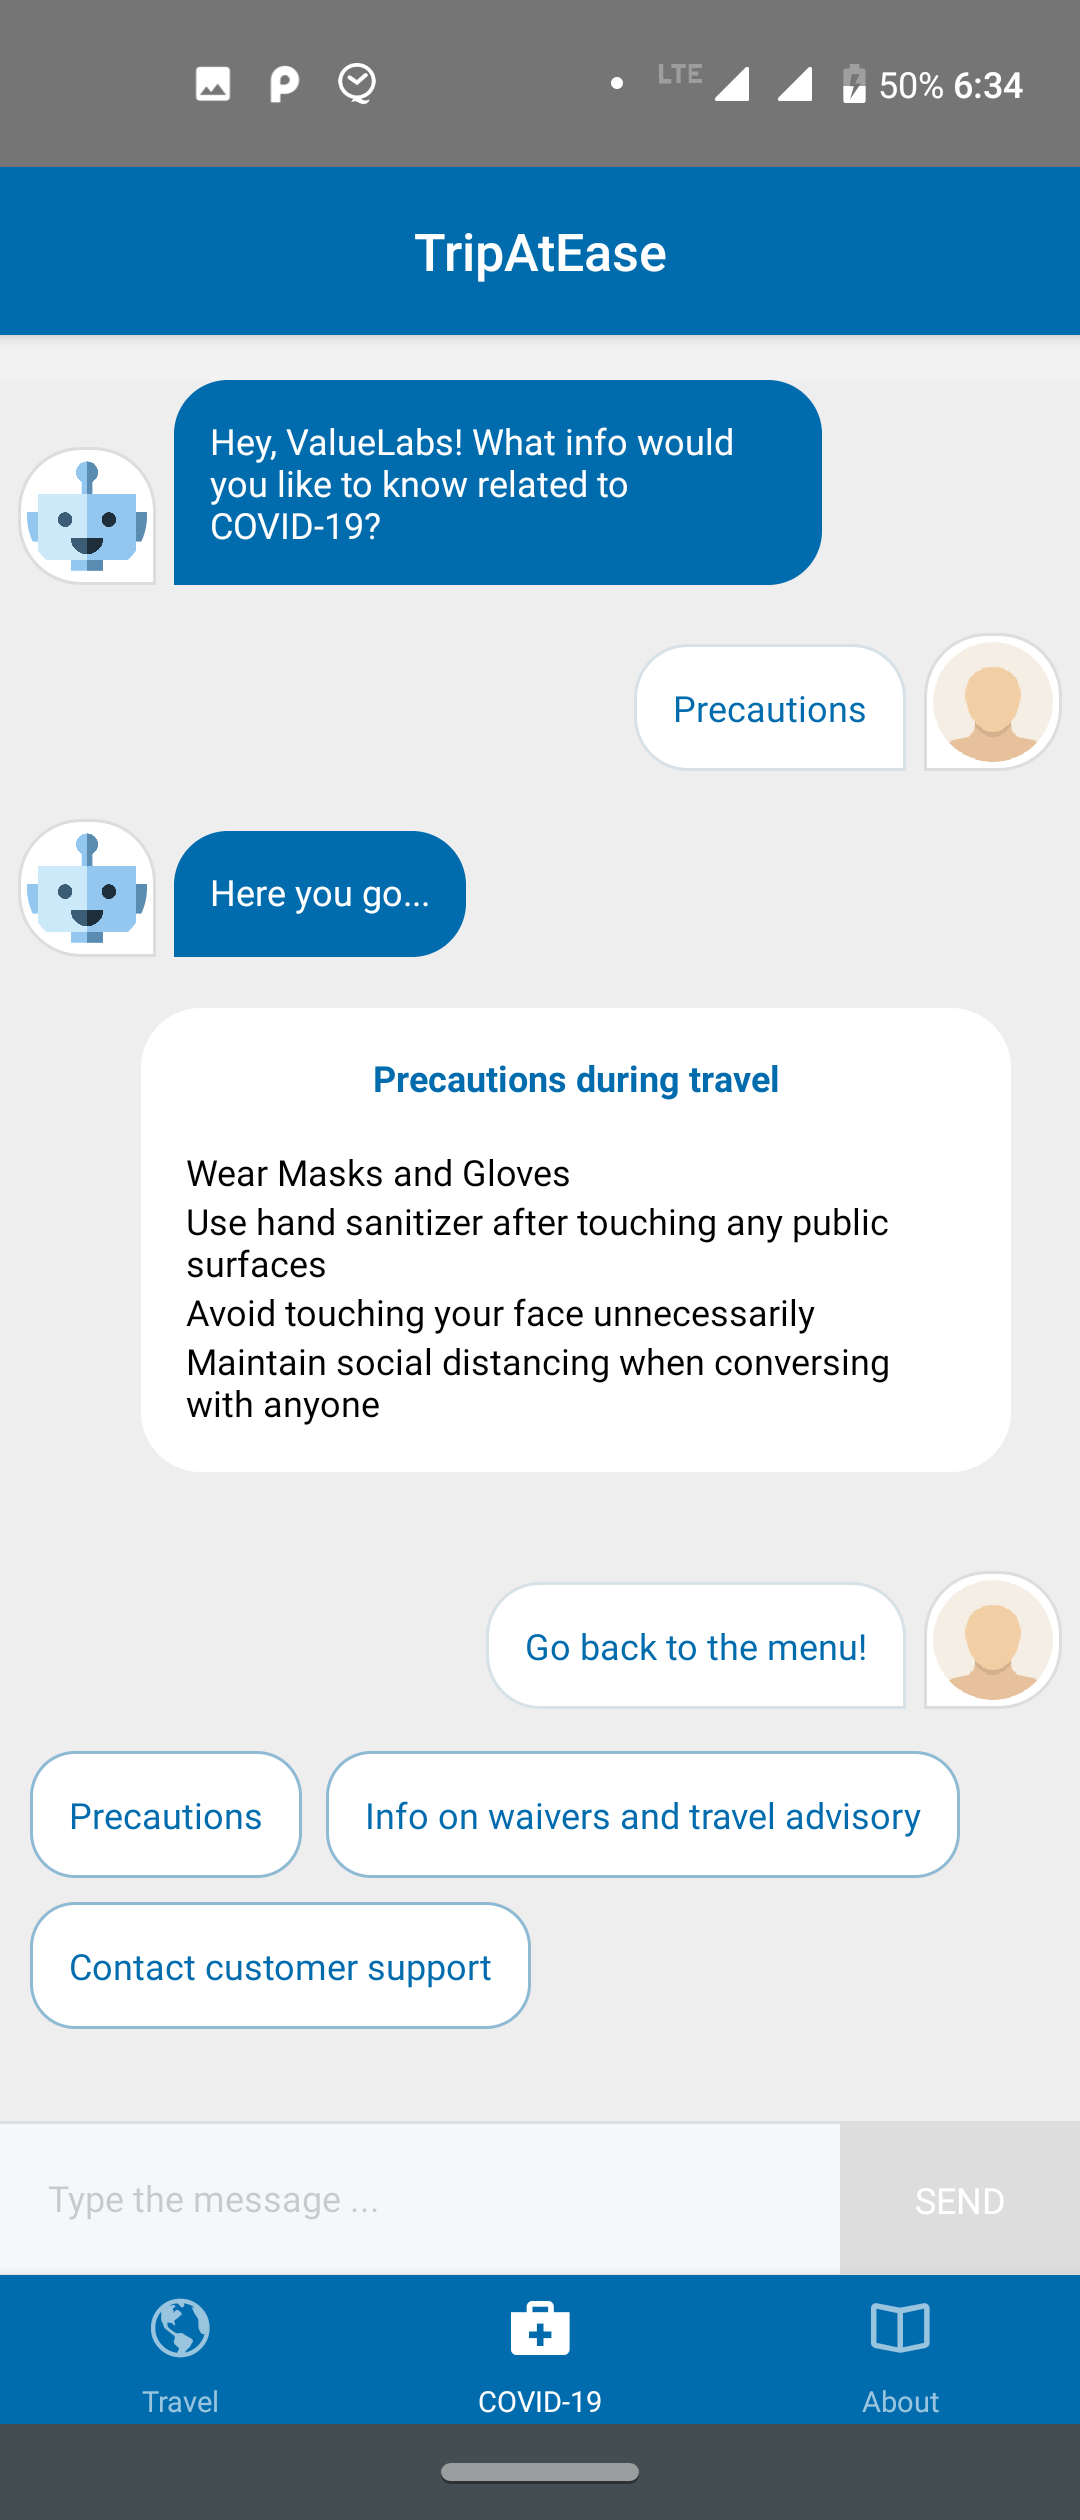 LTE 50% 6:34
TripAtEase
Hey, ValueLabs! What info would
you like to know related to
COVID-19?
Precautions
Here you go...
Precautions during travel
Wear Masks and Gloves
Use hand sanitizer after touching any public
surfaces
Avoid touching your face unnecessarily
Maintain social distancing when conversing
with anyone
Go back to the menu!
Precautions
Info on waivers and travel advisory
Contact customer support
Type the message ...
SEND
Travel
COVID-19
About